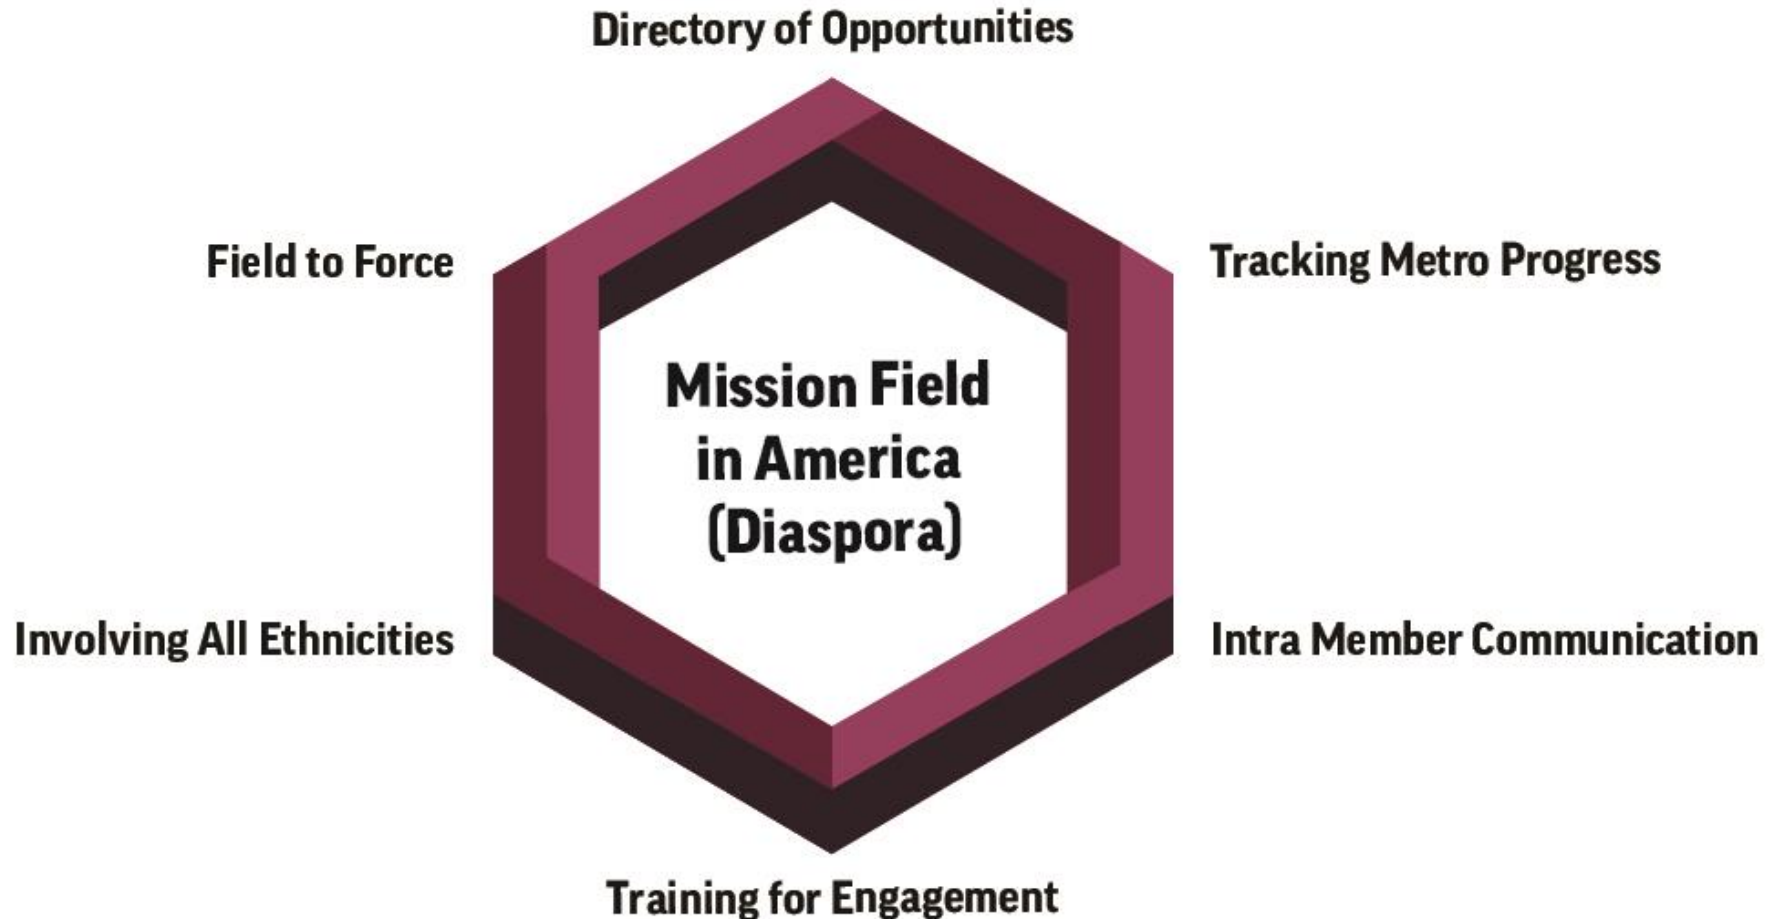 Directory of Opportunities
Field to Force
Tracking Metro Progress
Mission Field
in America
(Diaspora)
Involving All Ethnicities
Intra Member Communication
Training for Engagement